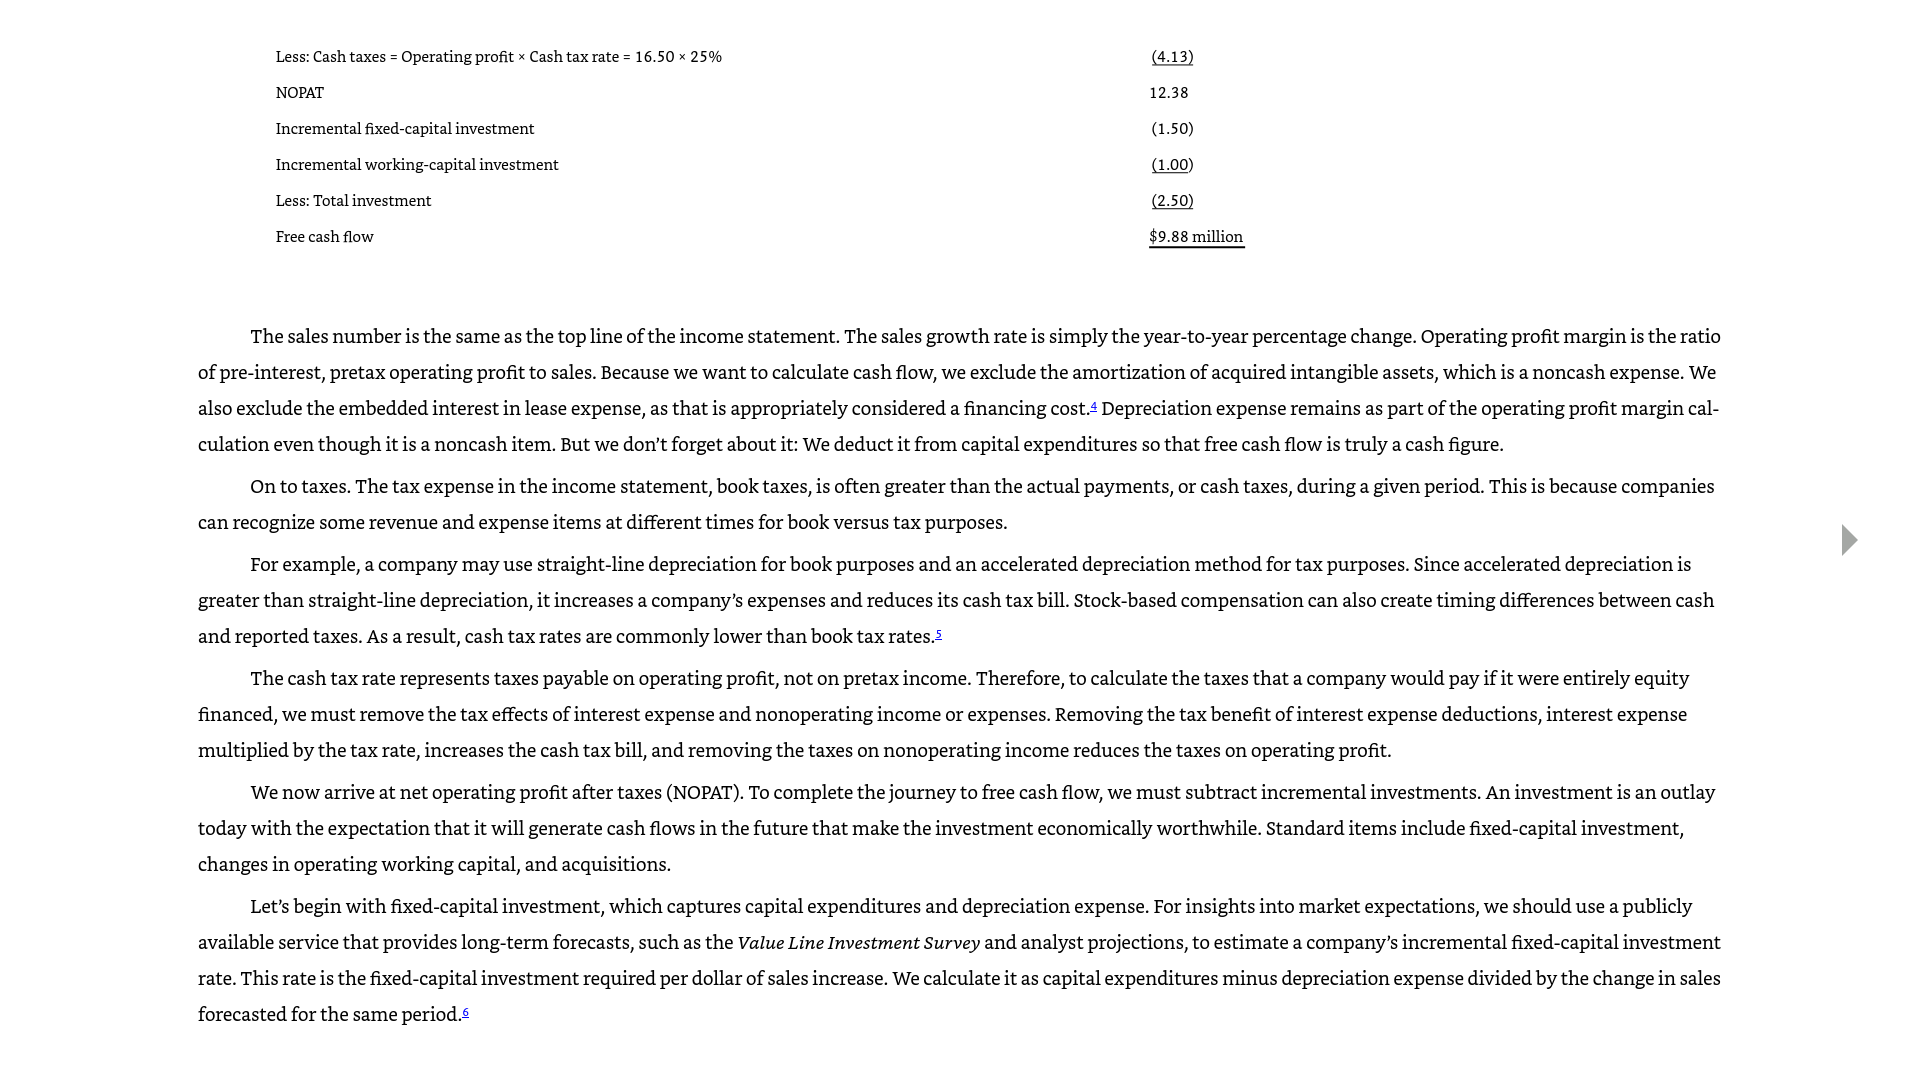 Less: Cash taxes = Operating profit × Cash tax rate = 16.50 × 25% (4.13)
NOPAT 12.38
Incremental fixed-capital investment (1.50)
Incremental working-capital investment (1.00)
Less: Total investment (2.50)
Free cash flow $9.88 million
The sales number is the same as the top line of the income statement. The sales growth rate is simply the year-to-year percentage change. Operating profit margin is the ratio
of pre-interest, pretax operating profit to sales. Because we want to calculate cash flow, we exclude the amortization of acquired intangible assets, which is a noncash expense. We
also exclude the embedded interest in lease expense, as that is appropriately considered a financing cost.4 Depreciation expense remains as part of the operating profit margin cal-
culation even though it is a noncash item. But we don’t forget about it: We deduct it from capital expenditures so that free cash flow is truly a cash figure.
On to taxes. The tax expense in the income statement, book taxes, is often greater than the actual payments, or cash taxes, during a given period. This is because companies
can recognize some revenue and expense items at different times for book versus tax purposes.
For example, a company may use straight-line depreciation for book purposes and an accelerated depreciation method for tax purposes. Since accelerated depreciation is
greater than straight-line depreciation, it increases a company’s expenses and reduces its cash tax bill. Stock-based compensation can also create timing differences between cash
and reported taxes. As a result, cash tax rates are commonly lower than book tax rates.5
The cash tax rate represents taxes payable on operating profit, not on pretax income. Therefore, to calculate the taxes that a company would pay if it were entirely equity
financed, we must remove the tax effects of interest expense and nonoperating income or expenses. Removing the tax benefit of interest expense deductions, interest expense
multiplied by the tax rate, increases the cash tax bill, and removing the taxes on nonoperating income reduces the taxes on operating profit.
We now arrive at net operating profit after taxes (NOPAT). To complete the journey to free cash flow, we must subtract incremental investments. An investment is an outlay
today with the expectation that it will generate cash flows in the future that make the investment economically worthwhile. Standard items include fixed-capital investment,
changes in operating working capital, and acquisitions.
Let’s begin with fixed-capital investment, which captures capital expenditures and depreciation expense. For insights into market expectations, we should use a publicly
available service that provides long-term forecasts, such as the Value Line Investment Survey and analyst projections, to estimate a company’s incremental fixed-capital investment
rate. This rate is the fixed-capital investment required per dollar of sales increase. We calculate it as capital expenditures minus depreciation expense divided by the change in sales
forecasted for the same period.6